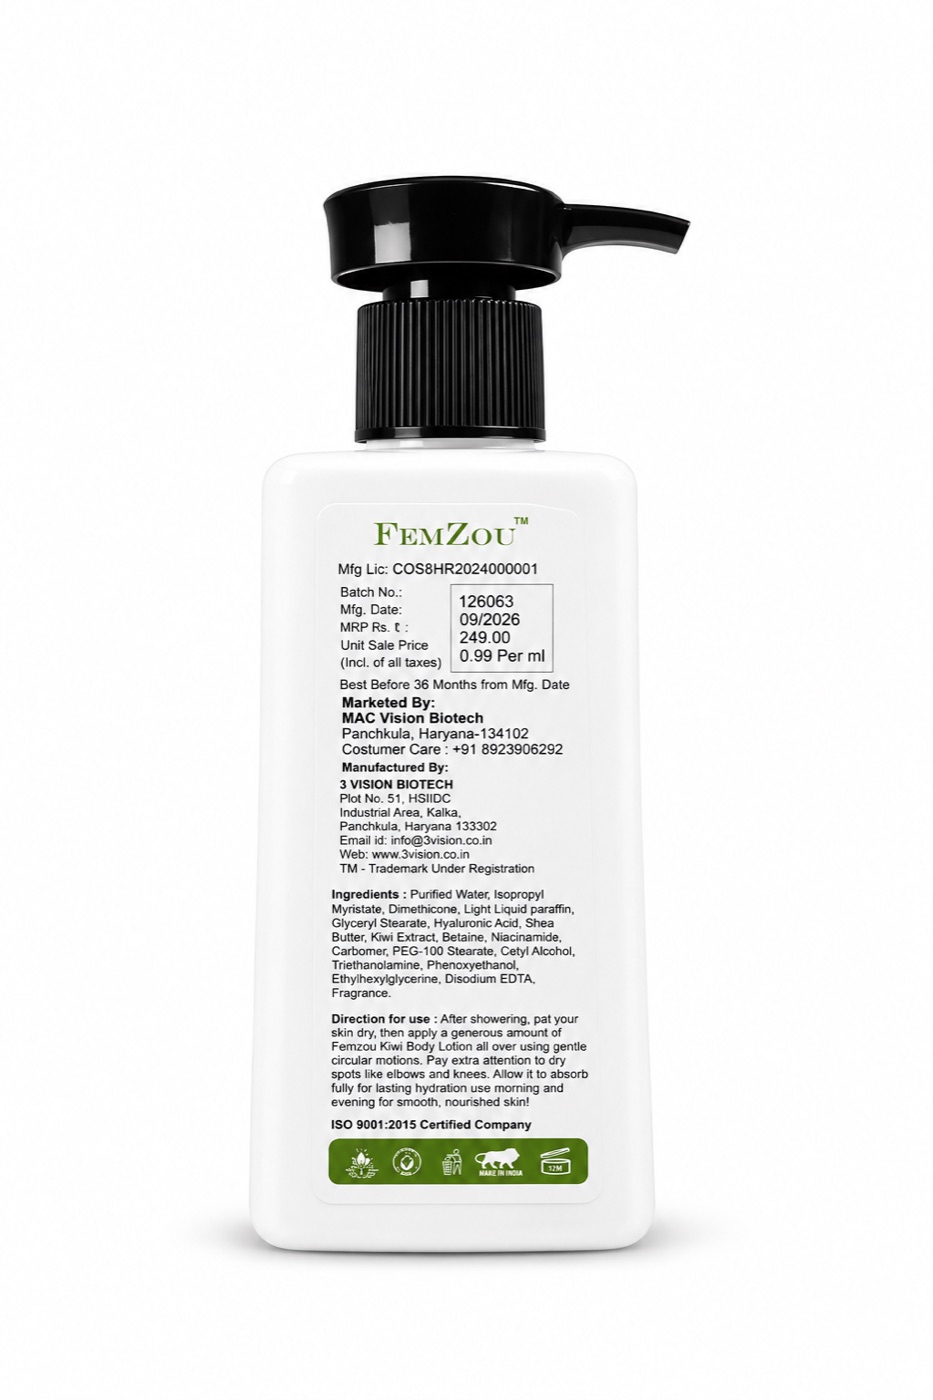 FEMZOU™
Mfg Lic: COS8HR2024000001
Batch No.: 126063
Mfg. Date: 09/2026
MRP Rs. ₹ : 249.00
Unit Sale Price 0.99 Per ml
(Incl. of all taxes)
Best Before 36 Months from Mfg. Date
Marketed By:
MAC Vision Biotech
Panchkula, Haryana-134102
Costumer Care : +91 8923906292
Manufactured By:
3 VISION BIOTECH
Plot No. 51, HSIIDC
Industrial Area, Kalka,
Panchkula, Haryana 133302
Email id: info@3vision.co.in
Web: www.3vision.co.in
TM - Trademark Under Registration
Ingredients : Purified Water, Isopropyl
Myristate, Dimethicone, Light Liquid paraffin,
Glyceryl Stearate, Hyaluronic Acid, Shea
Butter, Kiwi Extract, Betaine, Niacinamide,
Carbomer, PEG-100 Stearate, Cetyl Alcohol,
Triethanolamine, Phenoxyethanol,
Ethylhexylglycerine, Disodium EDTA,
Fragrance.
Direction for use : After showering, pat your
skin dry, then apply a generous amount of
Femzou Kiwi Body Lotion all over using gentle
circular motions. Pay extra attention to dry
spots like elbows and knees. Allow it to absorb
fully for lasting hydration use morning and
evening for smooth, nourished skin!
ISO 9001:2015 Certified Company
MAKE IN INDIA
12M